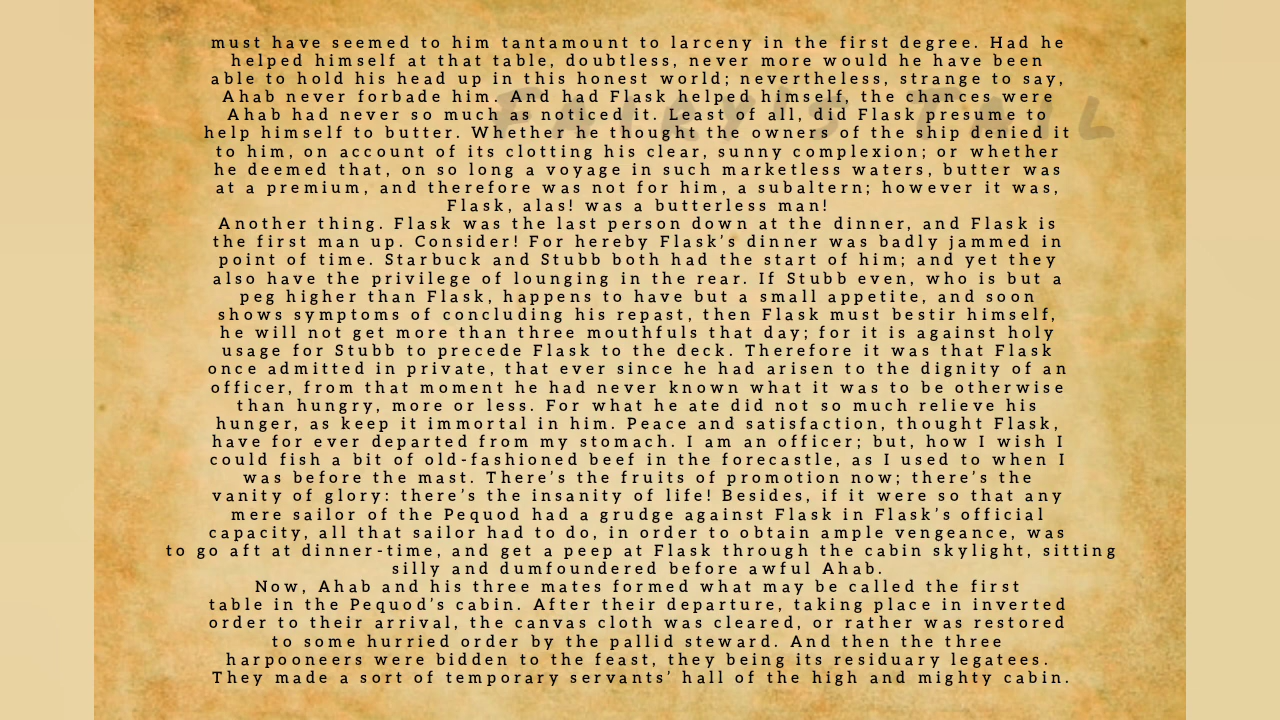 must have seemed to him tantamount to larceny in the first degree. Had he
helped himself at that table, doubtless, never more would he have been
able to hold his head up in this honest world; nevertheless, strange to say,
Ahab never forbade him. And had Flask helped himself, the chances were
Ahab had never so much as noticed it. Least of all, did Flask presume to
help himself to butter. Whether he thought the owners of the ship denied it
to him, on account of its clotting his clear, sunny complexion; or whether
he deemed that, on so long a voyage in such marketless waters, butter was
at a premium, and therefore was not for him, a subaltern; however it was,
Flask, alas! was a butterless man!
Another thing. Flask was the last person down at the dinner, and Flask is
the first man up. Consider! For hereby Flask’s dinner was badly jammed in
point of time. Starbuck and Stubb both had the start of him; and yet they
also have the privilege of lounging in the rear. If Stubb even, who is but a
peg higher than Flask, happens to have but a small appetite, and soon
shows symptoms of concluding his repast, then Flask must bestir himself,
he will not get more than three mouthfuls that day; for it is against holy
usage for Stubb to precede Flask to the deck. Therefore it was that Flask
once admitted in private, that ever since he had arisen to the dignity of an
officer, from that moment he had never known what it was to be otherwise
than hungry, more or less. For what he ate did not so much relieve his
hunger, as keep it immortal in him. Peace and satisfaction, thought Flask,
have for ever departed from my stomach. I am an officer; but, how I wish I
could fish a bit of old-fashioned beef in the forecastle, as I used to when I
was before the mast. There’s the fruits of promotion now; there’s the
vanity of glory: there’s the insanity of life! Besides, if it were so that any
mere sailor of the Pequod had a grudge against Flask in Flask’s official
capacity, all that sailor had to do, in order to obtain ample vengeance, was
to go aft at dinner-time, and get a peep at Flask through the cabin skylight, sitting
silly and dumfoundered before awful Ahab.
Now, Ahab and his three mates formed what may be called the first
table in the Pequod’s cabin. After their departure, taking place in inverted
order to their arrival, the canvas cloth was cleared, or rather was restored
to some hurried order by the pallid steward. And then the three
harpooneers were bidden to the feast, they being its residuary legatees.
They made a sort of temporary servants’ hall of the high and mighty cabin.